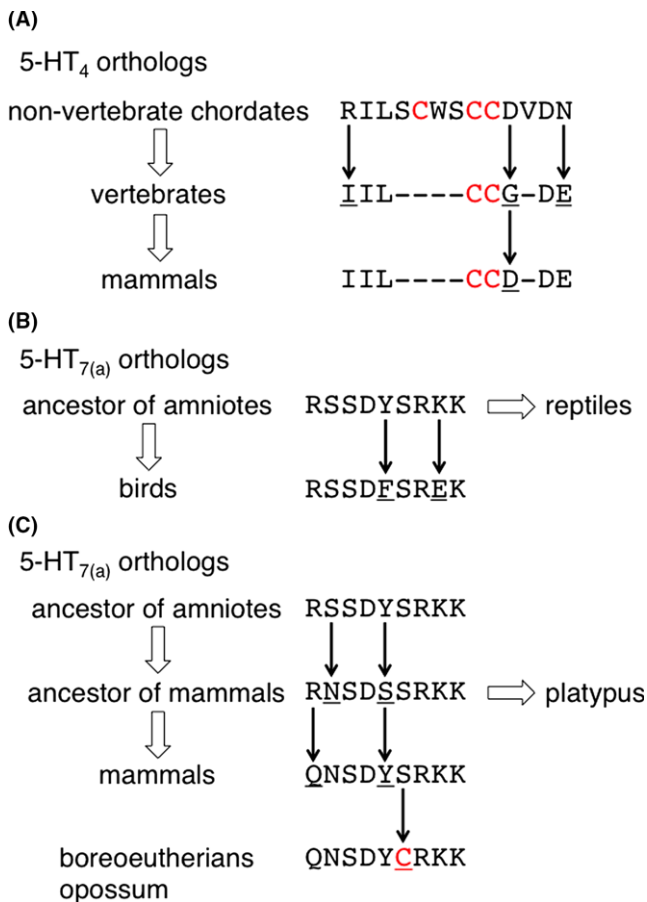 (A)
5-HT4 orthologs
non-vertebrate chordates RILSCWSCCDVDN
vertebrates IIL----CCG-DE
mammals IIL----CCD-DE
(B)
5-HT7(a) orthologs
ancestor of amniotes RSSDYSRKK reptiles
birds RSSDFSREK
(C)
5-HT7(a) orthologs
ancestor of amniotes RSSDYSRKK
ancestor of mammals RNSDSSRKK platypus
mammals QNSDYSRKK
boreoeutherians QNSDYCRKK
opossum